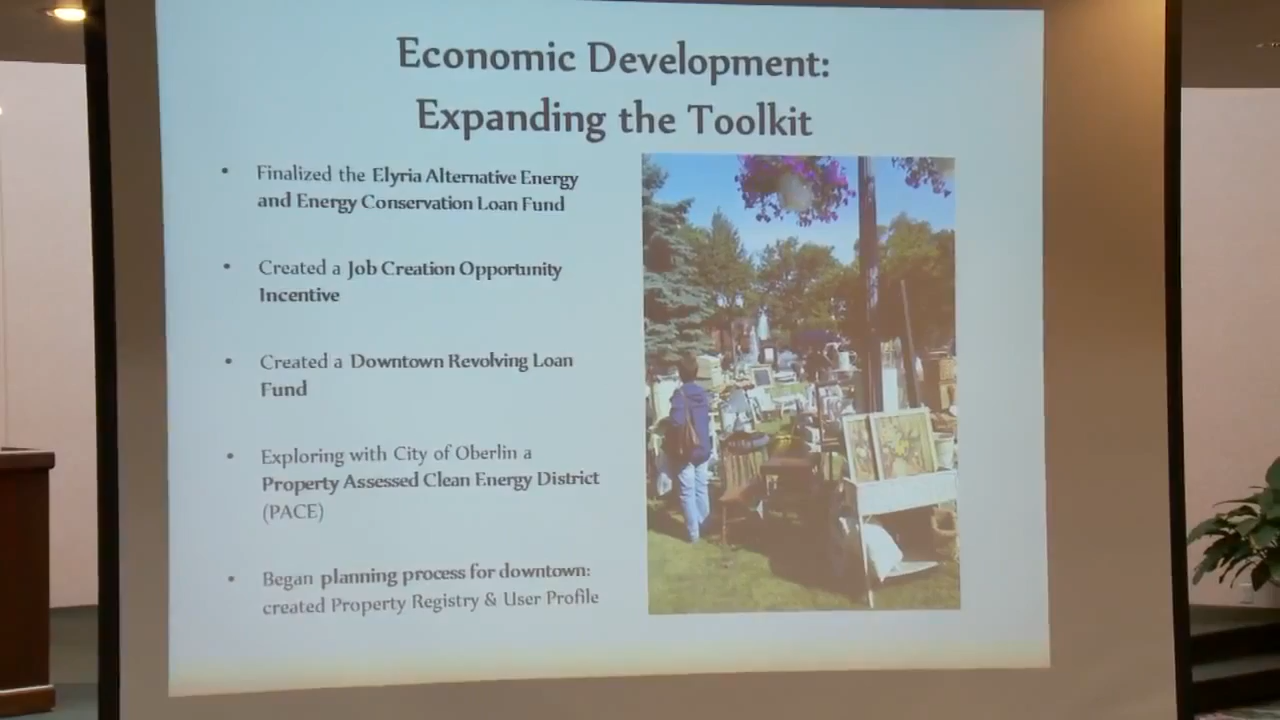 Economic Development:
Expanding the Toolkit
• Finalized the Elyria Alternative Energy
and Energy Conservation Loan Fund
• Created a Job Creation Opportunity
Incentive
• Created a Downtown Revolving Loan
Fund
• Exploring with City of Oberlin a
Property Assessed Clean Energy District
(PACE)
• Began planning process for downtown:
created Property Registry & User Profile